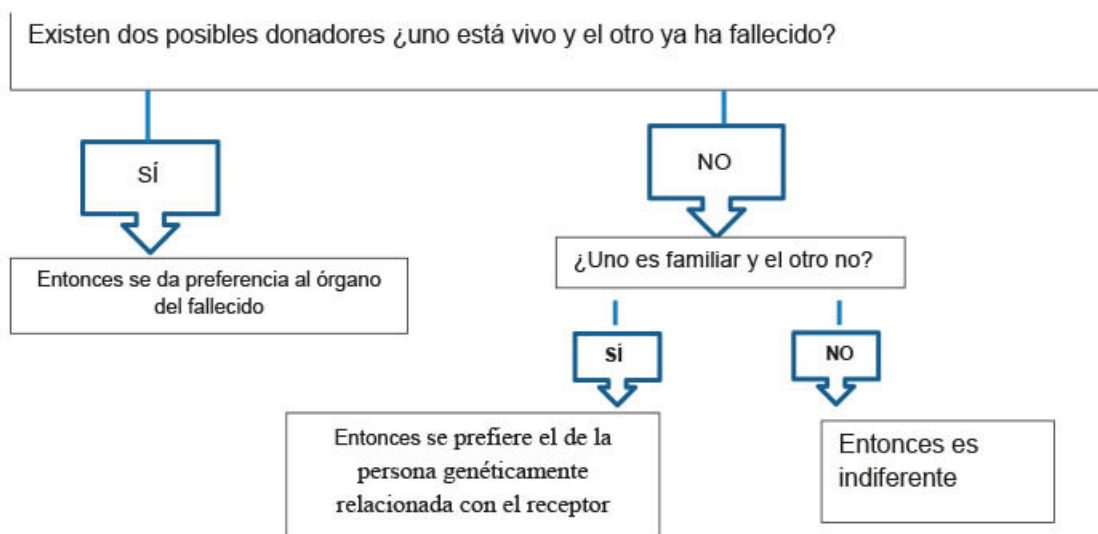 Existen dos posibles donadores ¿uno está vivo y el otro ya ha fallecido?
SÍ
NO
Entonces se da preferencia al órgano
del fallecido
¿Uno es familiar y el otro no?
SÍ
NO
Entonces se prefiere el de la
persona genéticamente
relacionada con el receptor
Entonces es
indiferente